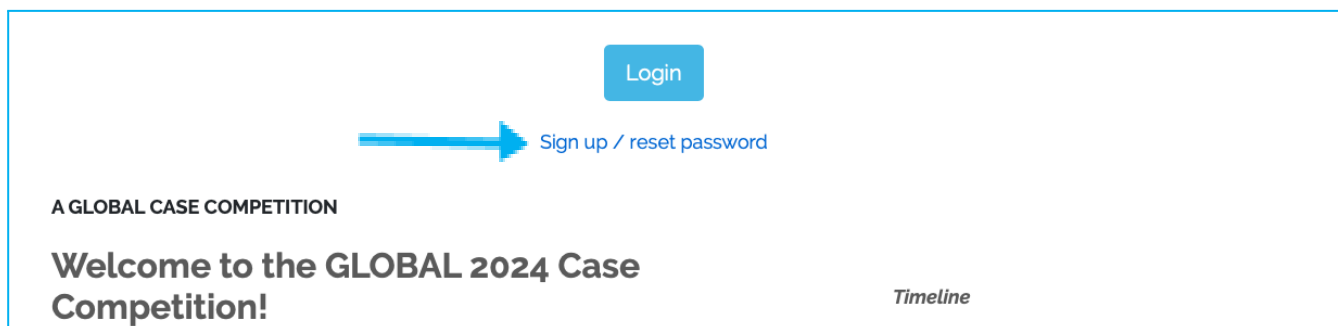 Login
Sign up / reset password
A GLOBAL CASE COMPETITION
Welcome to the GLOBAL 2024 Case
Competition!
Timeline